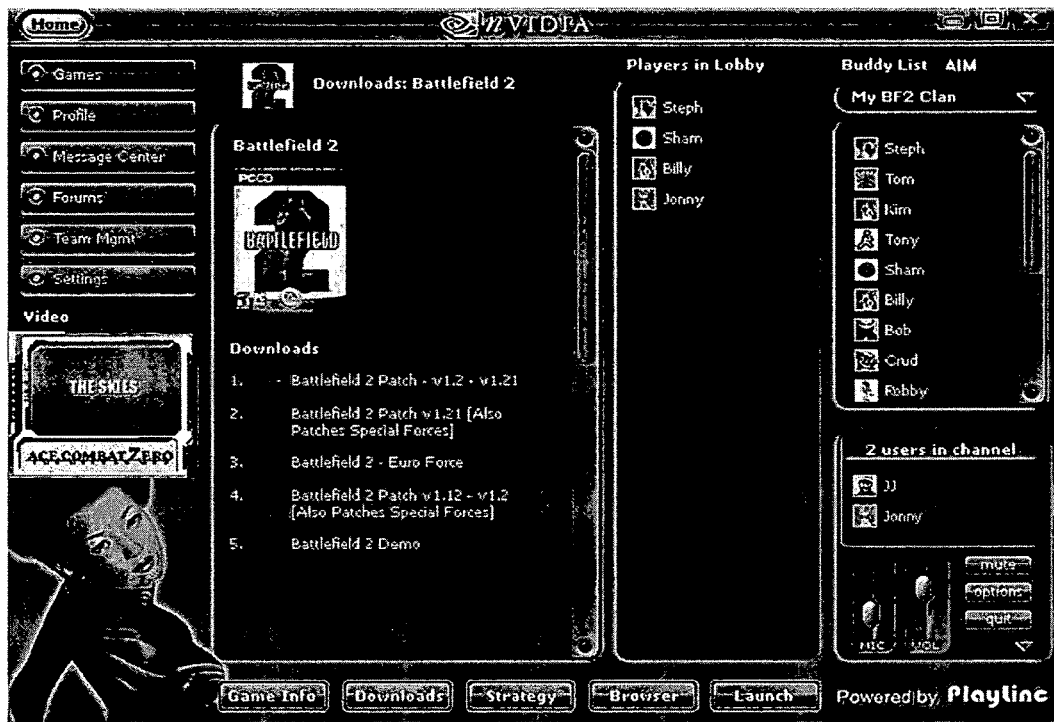 Home
nVIDIA
Games
Profile
Message Center
Forums
Team Mgmt
Settings
Video
THE SKIES
ACE COMBAT ZERO
Downloads: Battlefield 2
Battlefield 2
PCCD
BATTLEFIELD
2
Downloads
1. - Battlefield 2 Patch - v1.2 - v1.21
2. Battlefield 2 Patch v1.21 [Also
Patches Special Forces]
3. Battlefield 2 - Euro Force
4. Battlefield 2 Patch v1.12 - v1.2
[Also Patches Special Forces]
5. Battlefield 2 Demo
Players in Lobby
Steph
Sham
Billy
Jonny
Buddy List AIM
My BF2 Clan
Steph
Tom
Kim
Tony
Sham
Billy
Bob
Crud
Robby
2 users in channel
JJ
Jonny
mute
options
quit
MIC VOL
Game Info Downloads Strategy Browser Launch
Powered by Playlinc